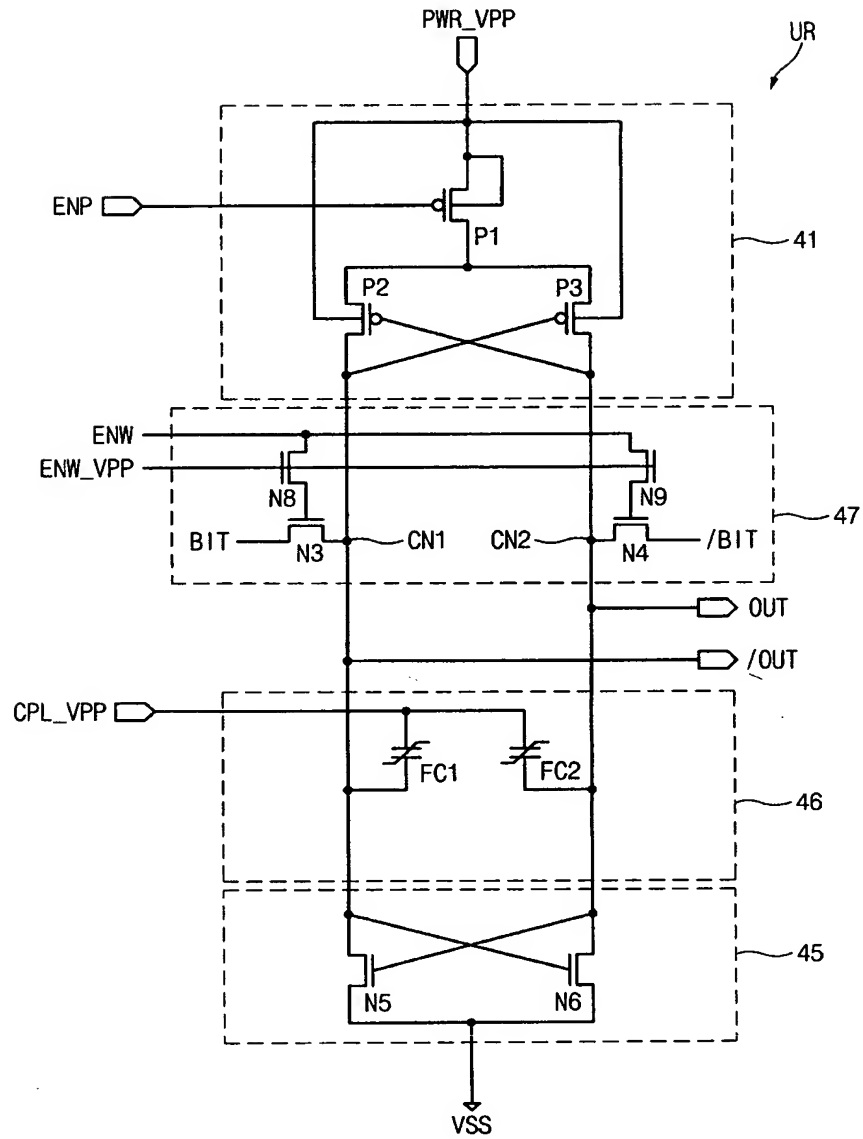 PWR_VPP
UR
ENP
P1
41
P2
P3
ENW
ENW_VPP
N8
N9
47
BIT
N3
CN1
CN2
N4
/BIT
OUT
/OUT
CPL_VPP
FC1
FC2
46
45
N5
N6
VSS